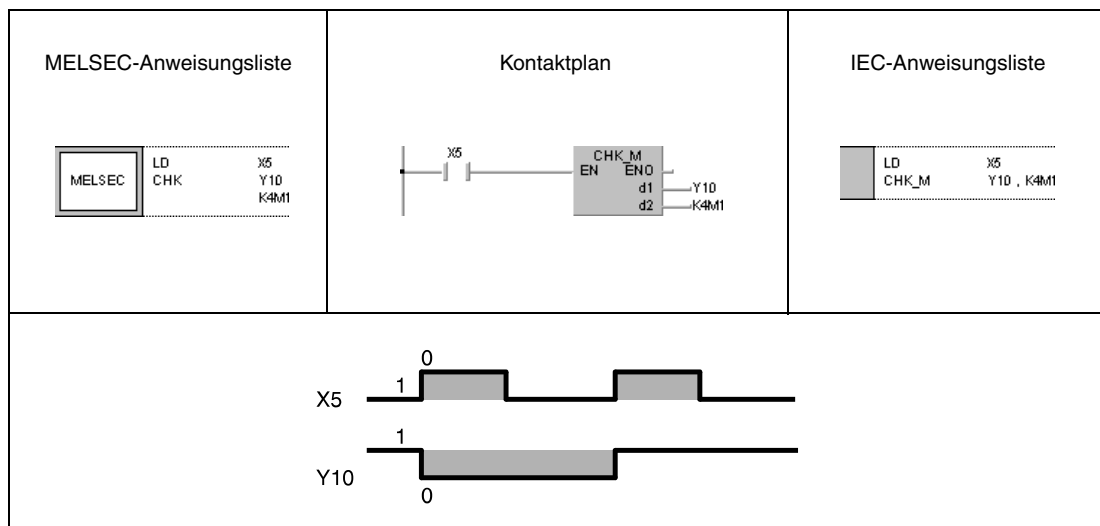 MELSEC-Anweisungsliste
Kontaktplan
IEC-Anweisungsliste
MELSEC
LD X5
CHK Y10
K4M1
X5
CHK_M
EN ENO
d1 Y10
d2 K4M1
LD X5
CHK_M Y10 , K4M1
0
1
X5
1
Y10
0